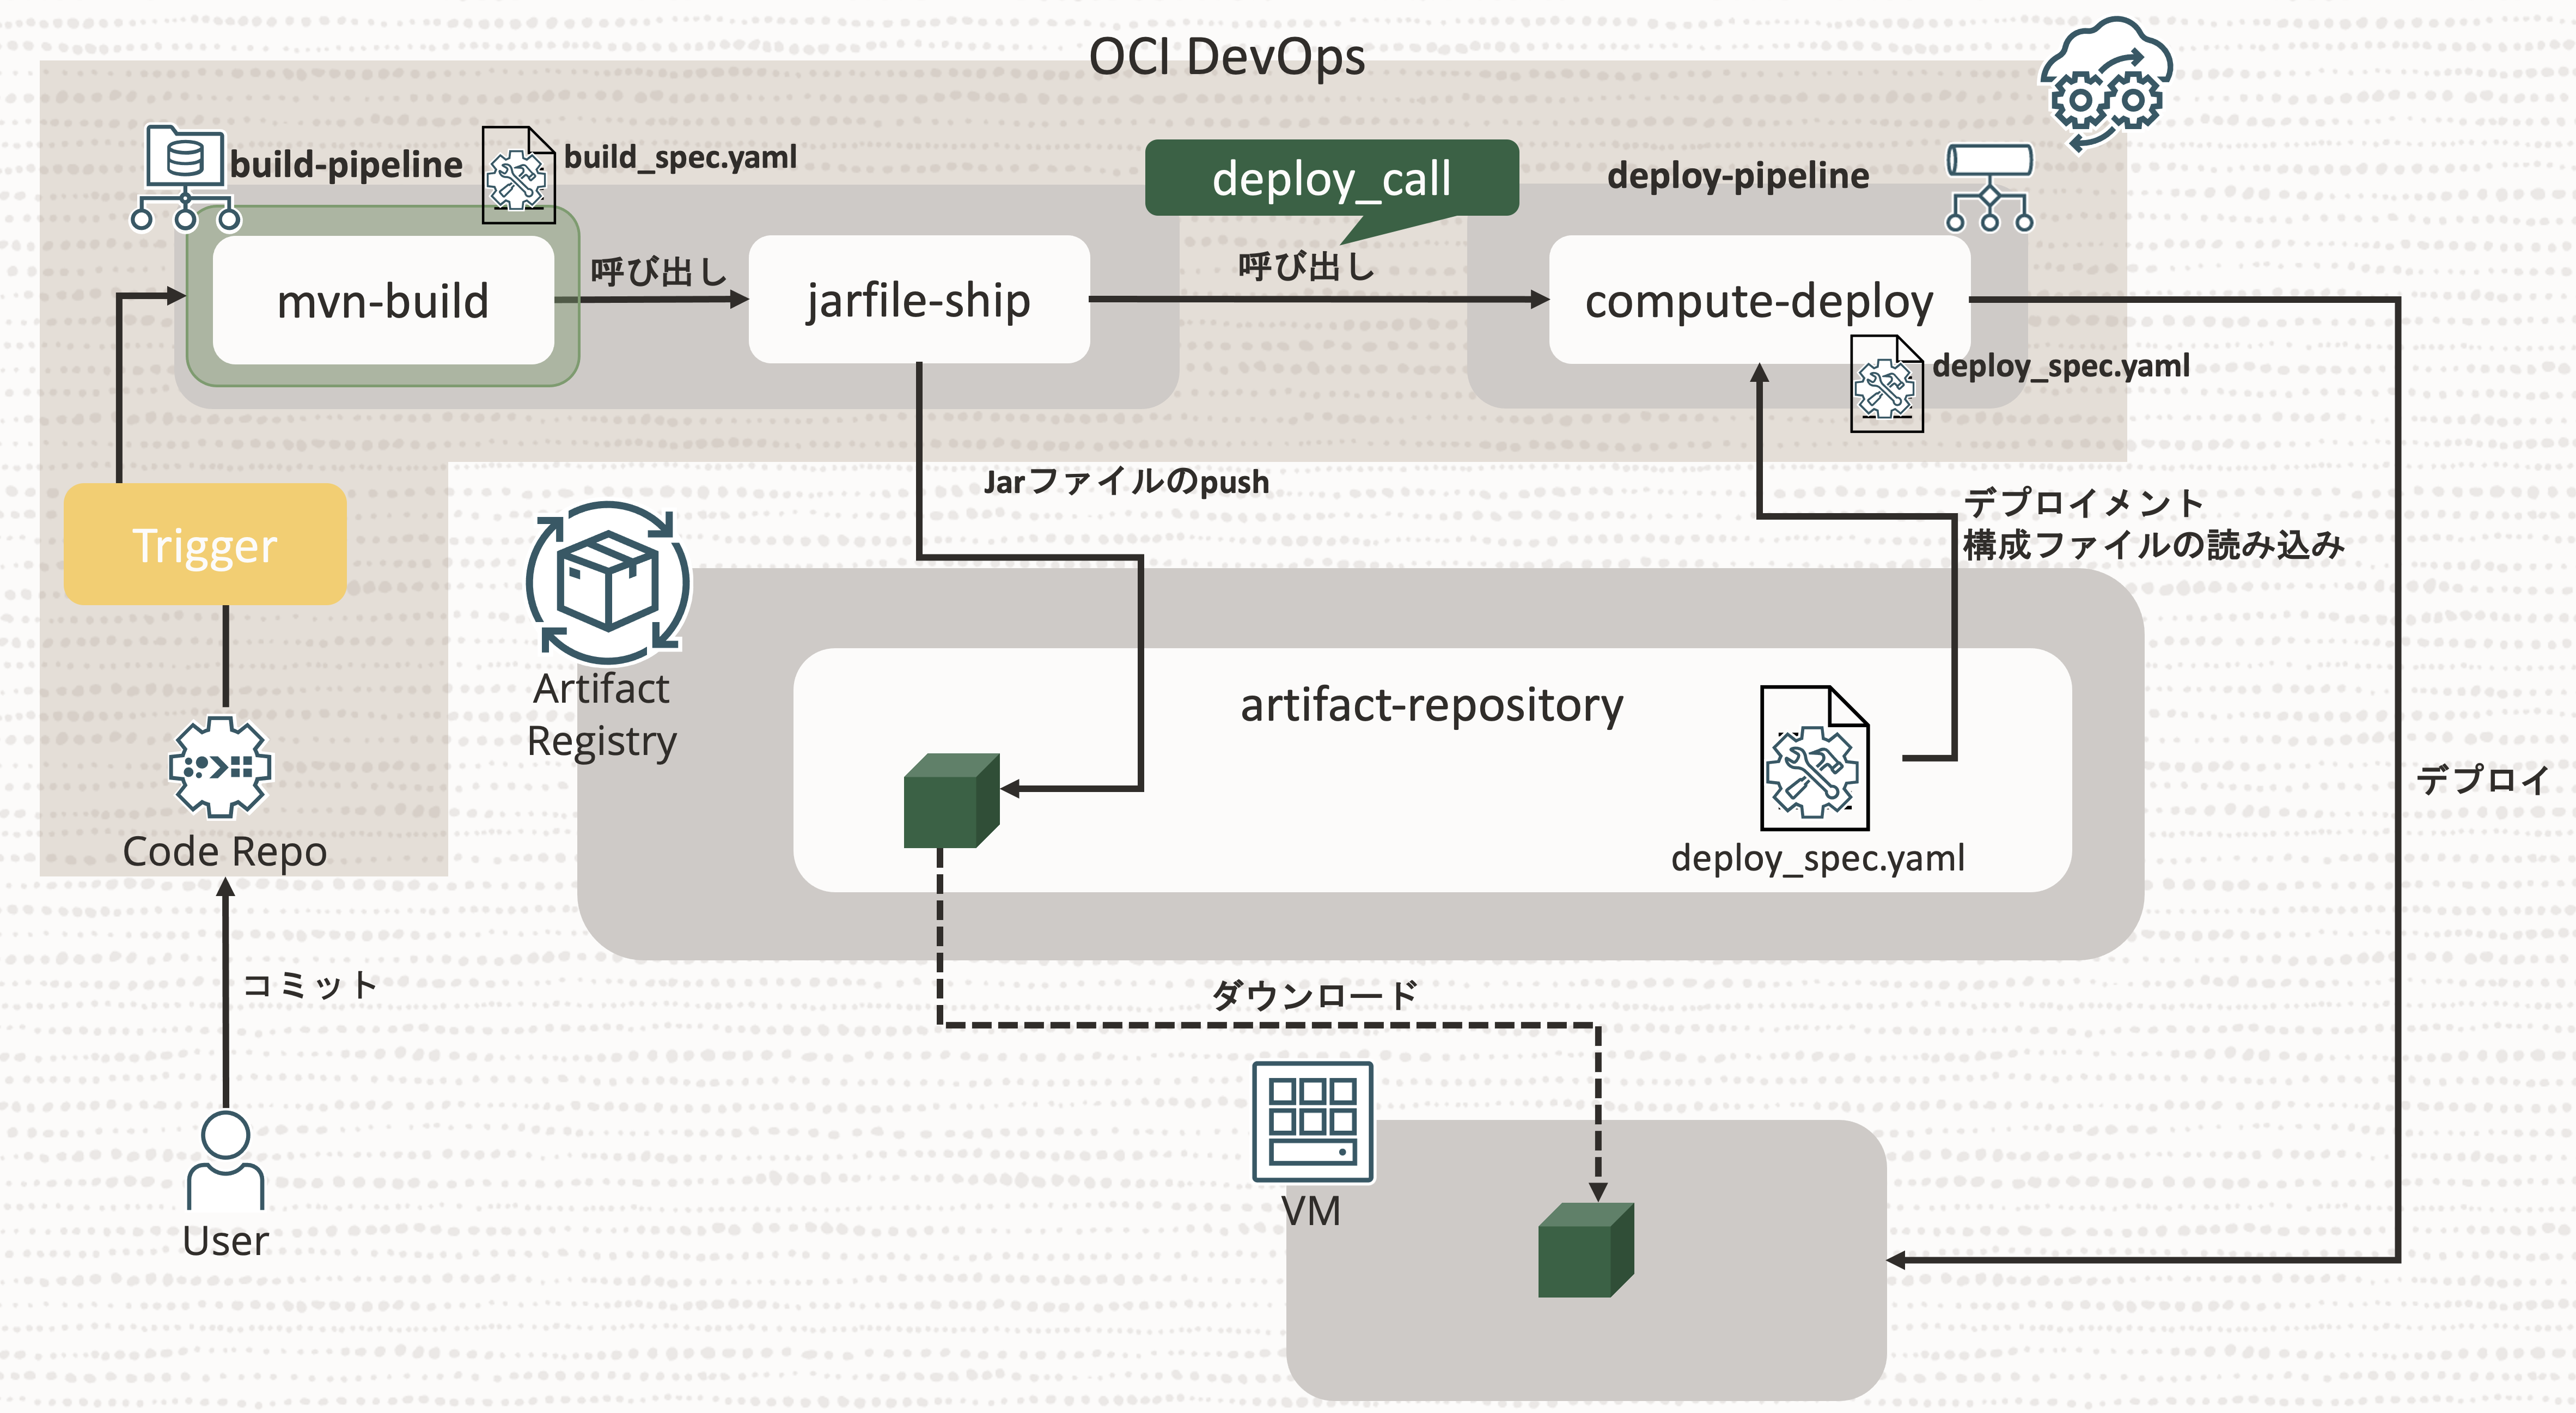 OCI DevOps
build-pipeline
build_spec.yaml
deploy_call
deploy-pipeline
mvn-build
呼び出し
jarfile-ship
呼び出し
compute-deploy
deploy_spec.yaml
Jarファイルのpush
デプロイメント
構成ファイルの読み込み
Trigger
Artifact
Registry
artifact-repository
Code Repo
deploy_spec.yaml
デプロイ
コミット
ダウンロード
VM
User